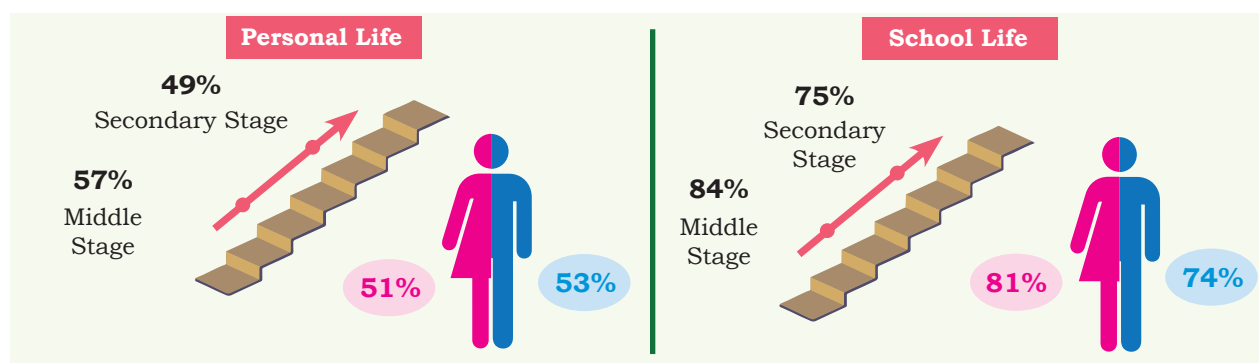 Personal Life
49%
Secondary Stage
57%
Middle
Stage
51%
53%
School Life
75%
Secondary
Stage
84%
Middle
Stage
81%
74%